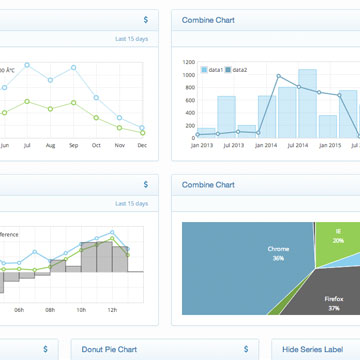 $
Combine Chart
Last 15 days
data1 data2
1200
1000
800
600
400
200
0
Jun Jul Aug Sep Oct Nov Dec
Jan 2013 Jul 2013 Jan 2014 Jul 2014 Jan 2015 Jul
$
Combine Chart
Last 15 days
Chrome
36%
IE
20%
Firefox
37%
06h 08h 10h 12h
$
Donut Pie Chart
$
Hide Series Label